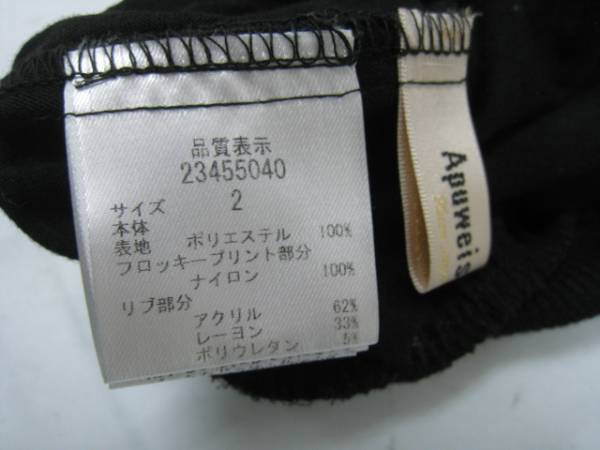 品質表示
23455040
サイズ 2
本体
表地 ポリエステル 100%
フロッキープリント部分
ナイロン 100%
リブ部分
アクリル 62%
レーヨン 33%
ポリウレタン 5%
Apuweis